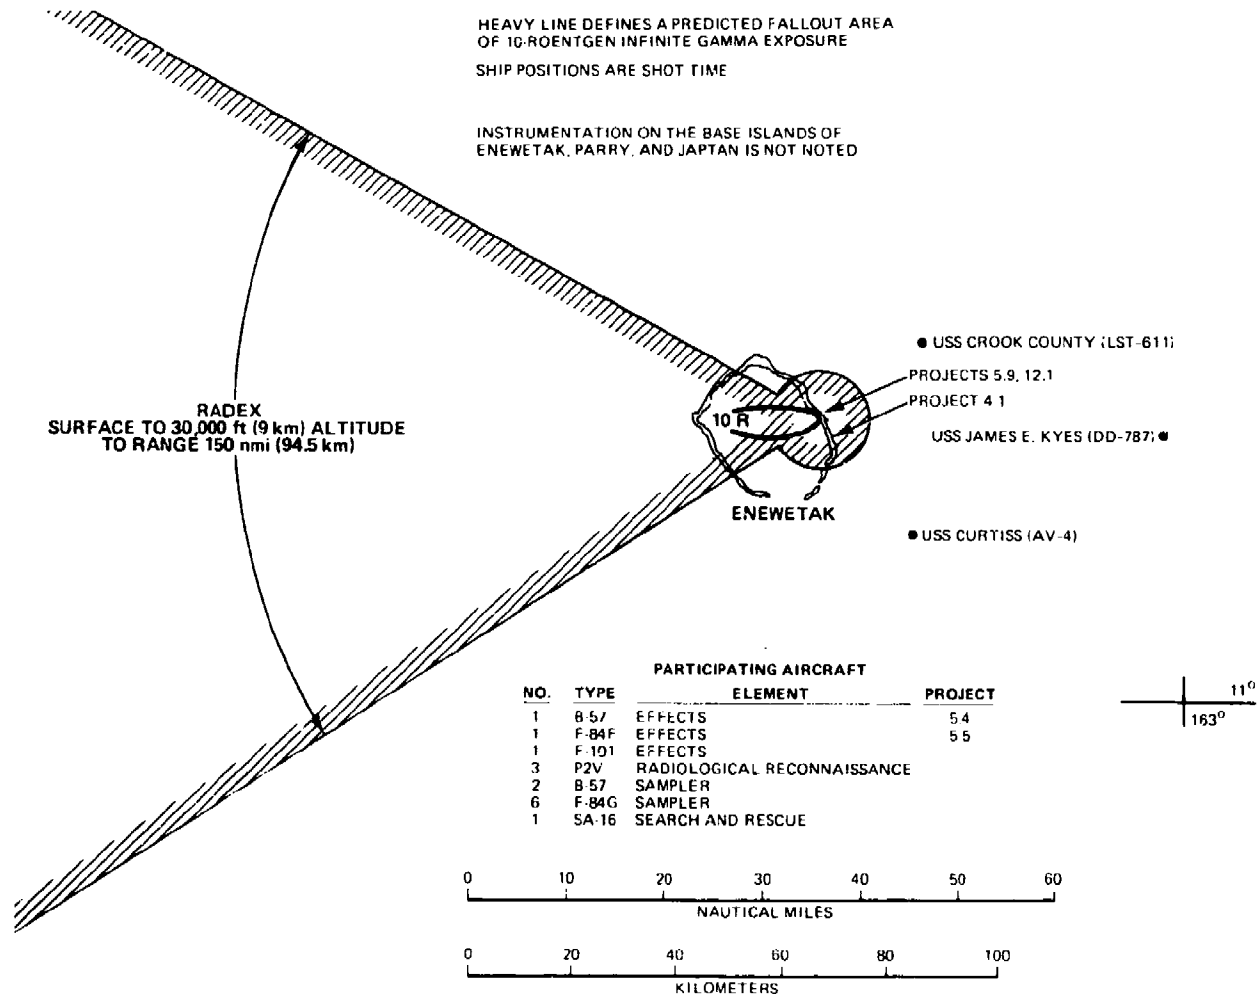 HEAVY LINE DEFINES A PREDICTED FALLOUT AREA
OF 10-ROENTGEN INFINITE GAMMA EXPOSURE
SHIP POSITIONS ARE SHOT TIME
INSTRUMENTATION ON THE BASE ISLANDS OF
ENEWETAK, PARRY, AND JAPTAN IS NOT NOTED
USS CROOK COUNTY (LST-611)
PROJECTS 5.9, 12.1
PROJECT 4.1
RADEX
SURFACE TO 30,000 ft (9 km) ALTITUDE
TO RANGE 150 nmi (94.5 km)
10 R
USS JAMES E. KYES (DD-787)
ENEWETAK
USS CURTISS (AV-4)
PARTICIPATING AIRCRAFT
NO. TYPE ELEMENT PROJECT
1 B-57 EFFECTS 5.4
1 F-84F EFFECTS 5.5
1 F-101 EFFECTS
3 P2V RADIOLOGICAL RECONNAISSANCE
2 B-57 SAMPLER
6 F-84G SAMPLER
1 SA-16 SEARCH AND RESCUE
11°
163°
0 10 20 30 40 50 60
NAUTICAL MILES
0 20 40 60 80 100
KILOMETERS